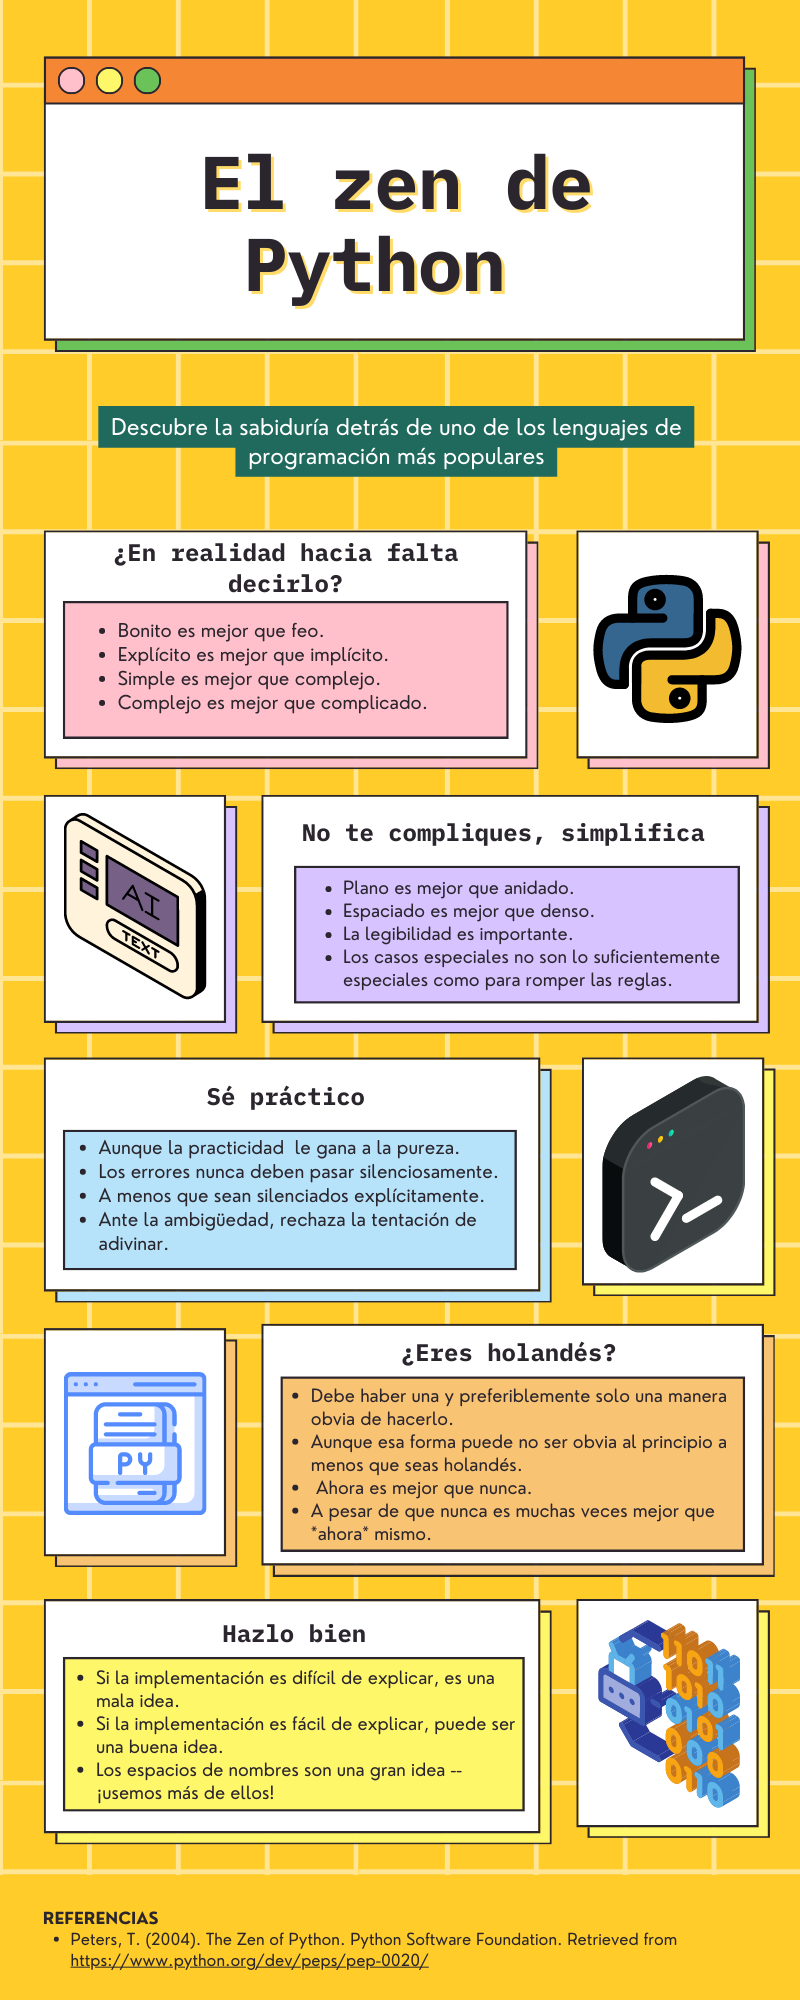 El zen de
Python
Descubre la sabiduría detrás de uno de los lenguajes de
programación más populares
¿En realidad hacia falta
decirlo?
• Bonito es mejor que feo.
• Explícito es mejor que implícito.
• Simple es mejor que complejo.
• Complejo es mejor que complicado.
AI
TEXT
No te compliques, simplifica
• Plano es mejor que anidado.
• Espaciado es mejor que denso.
• La legibilidad es importante.
• Los casos especiales no son lo suficientemente
especiales como para romper las reglas.
Sé práctico
• Aunque la practicidad  le gana a la pureza.
• Los errores nunca deben pasar silenciosamente.
• A menos que sean silenciados explícitamente.
• Ante la ambigüedad, rechaza la tentación de
adivinar.
PY
¿Eres holandés?
• Debe haber una y preferiblemente solo una manera
obvia de hacerlo.
• Aunque esa forma puede no ser obvia al principio a
menos que seas holandés.
•  Ahora es mejor que nunca.
• A pesar de que nunca es muchas veces mejor que
*ahora* mismo.
Hazlo bien
• Si la implementación es difícil de explicar, es una
mala idea.
• Si la implementación es fácil de explicar, puede ser
una buena idea.
• Los espacios de nombres son una gran idea --
¡usemos más de ellos!
REFERENCIAS
• Peters, T. (2004). The Zen of Python. Python Software Foundation. Retrieved from
https://www.python.org/dev/peps/pep-0020/